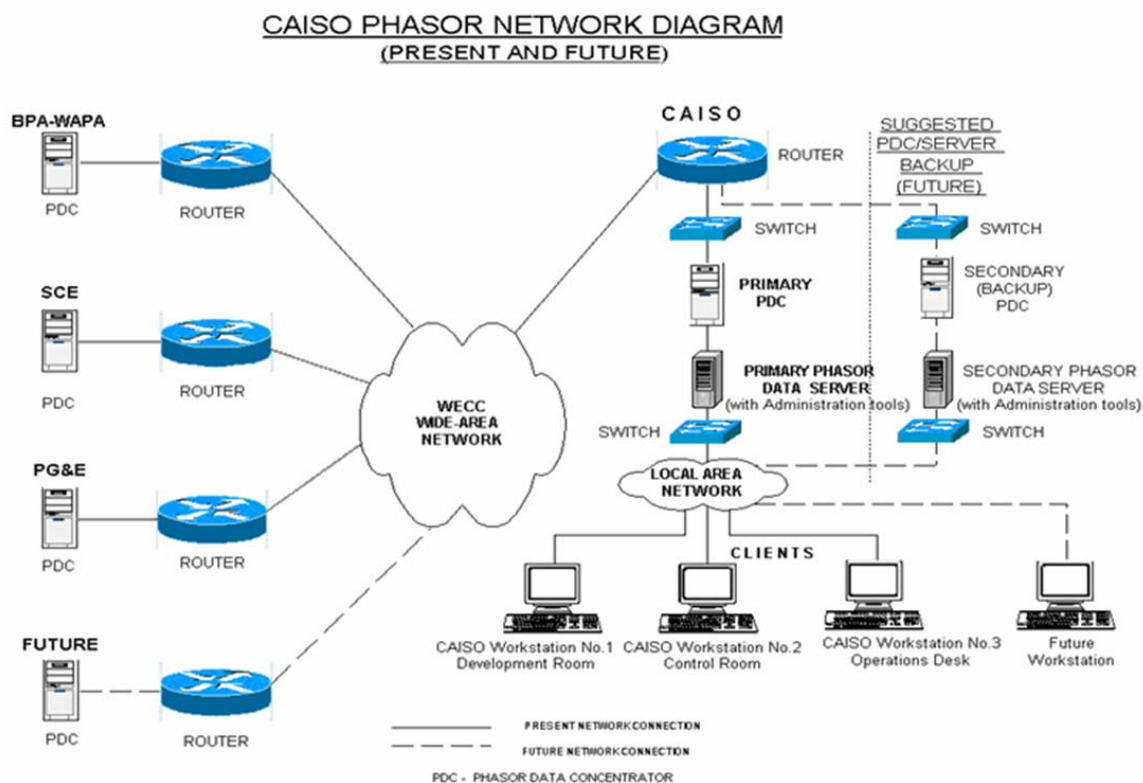 CAISO PHASOR NETWORK DIAGRAM
(PRESENT AND FUTURE)
BPA-WAPA
PDC
ROUTER
SCE
PDC
ROUTER
PG&E
PDC
ROUTER
FUTURE
PDC
ROUTER
WECC
WIDE-AREA
NETWORK
CAISO
ROUTER
SWITCH
PRIMARY
PDC
PRIMARY PHASOR
DATA SERVER
(with Administration tools)
SWITCH
SUGGESTED
PDC/SERVER
BACKUP
(FUTURE)
SWITCH
SECONDARY
(BACKUP)
PDC
SECONDARY PHASOR
DATA SERVER
(with Administration tools)
SWITCH
LOCAL AREA
NETWORK
CLIENTS
CAISO Workstation No.1
Development Room
CAISO Workstation No.2
Control Room
CAISO Workstation No.3
Operations Desk
Future
Workstation
PRESENT NETWORK CONNECTION
FUTURE NETWORK CONNECTION
PDC - PHASOR DATA CONCENTRATOR